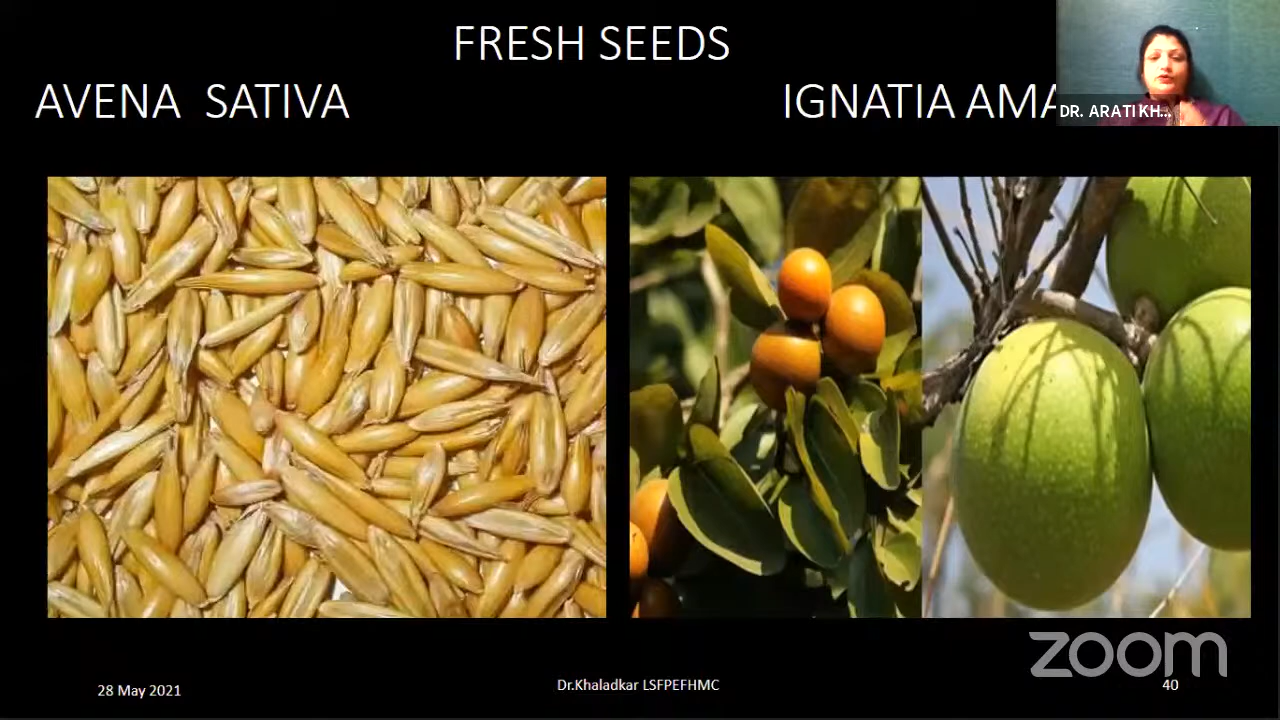 FRESH SEEDS
AVENA SATIVA
IGNATIA AMA
DR. ARATI KH...
zoom
28 May 2021
Dr.Khaladkar LSFPEFHMC
40